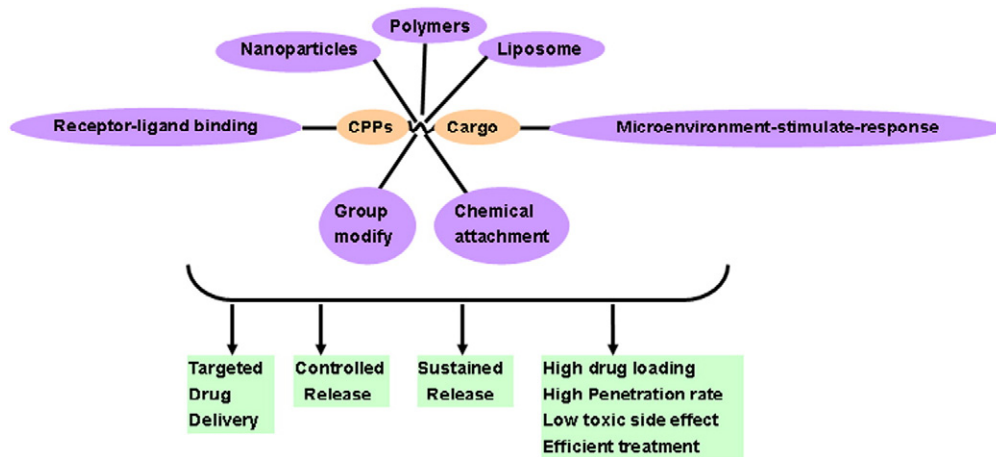 Polymers
Nanoparticles
Liposome
Receptor-ligand binding
CPPs
Cargo
Microenvironment-stimulate-response
Group
modify
Chemical
attachment
Targeted
Drug
Delivery
Controlled
Release
Sustained
Release
High drug loading
High Penetration rate
Low toxic side effect
Efficient treatment